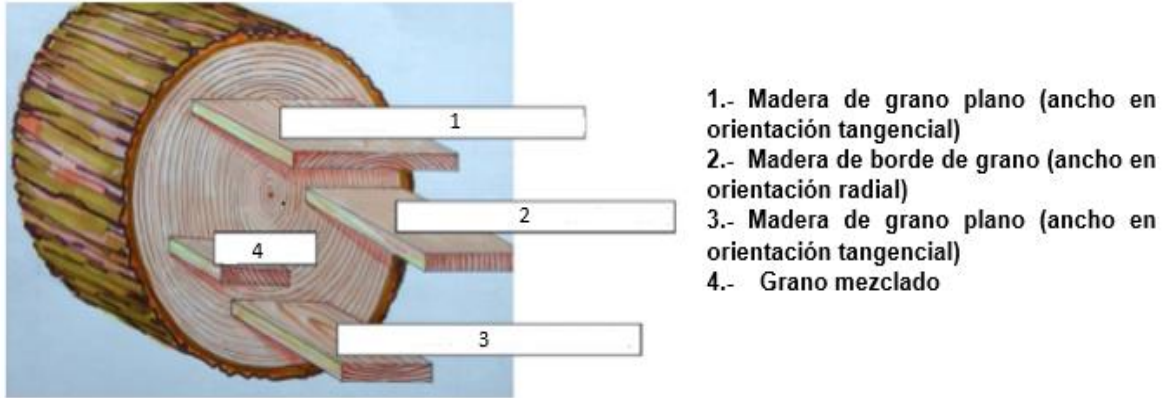 1
2
4
3
1.- Madera de grano plano (ancho en
orientación tangencial)
2.- Madera de borde de grano (ancho en
orientación radial)
3.- Madera de grano plano (ancho en
orientación tangencial)
4.- Grano mezclado